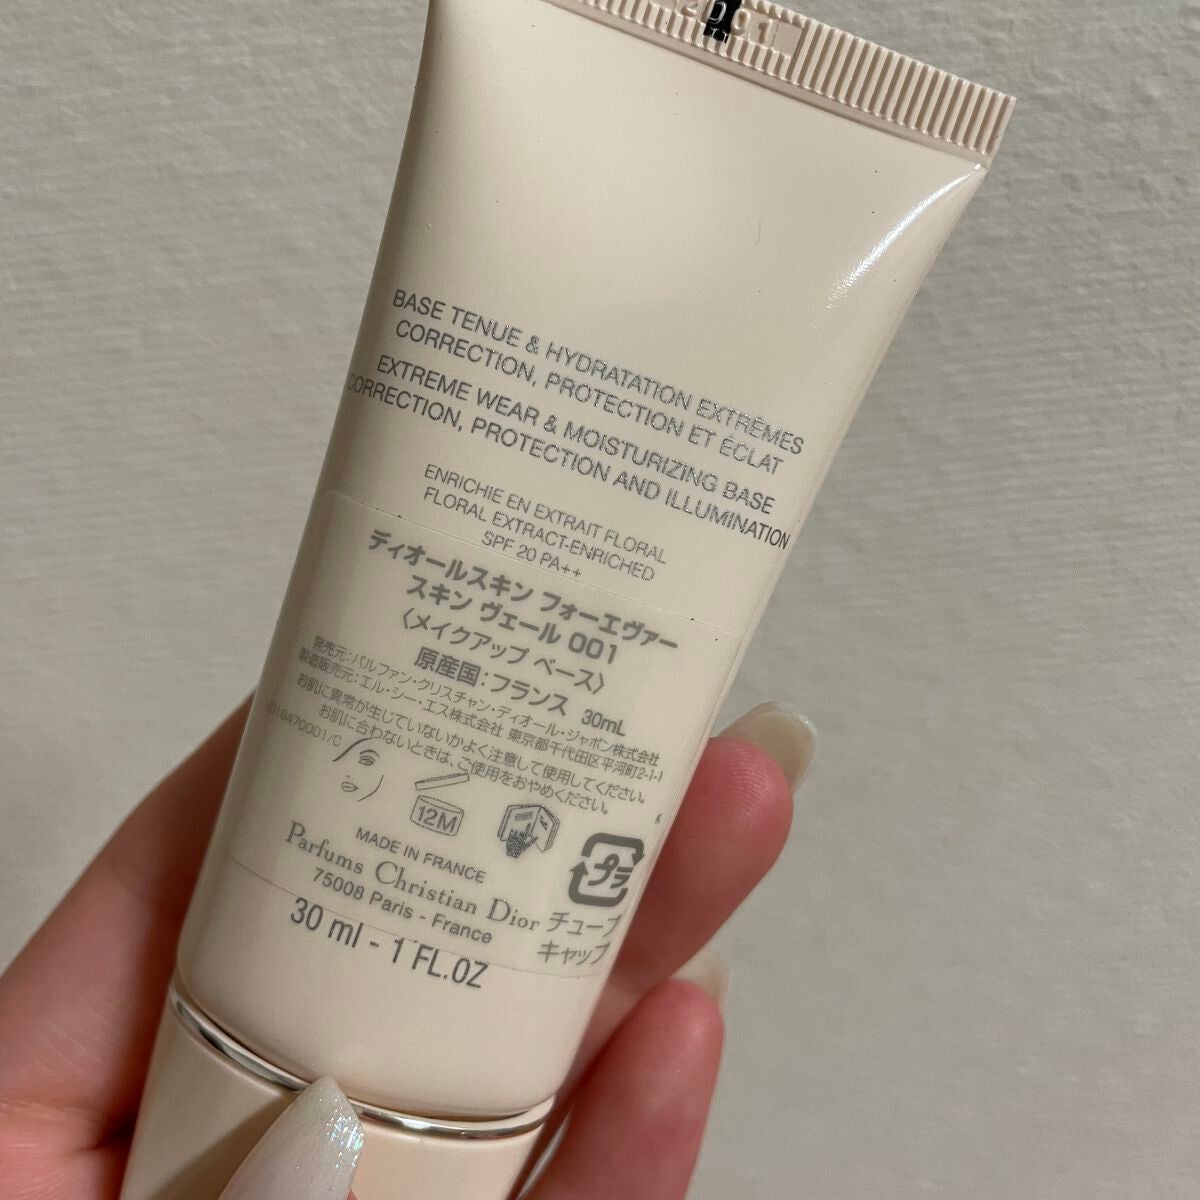 BASE TENUE & HYDRATATION EXTRÊMES
CORRECTION, PROTECTION ET ÉCLAT
EXTREME WEAR & MOISTURIZING BASE
CORRECTION, PROTECTION AND ILLUMINATION
ENRICHIE EN EXTRAIT FLORAL
FLORAL EXTRACT-ENRICHED
SPF 20 PA++
ディオールスキン フォーエヴァー
スキン ヴェール 001
〈メイクアップ ベース〉
原産国:フランス 30mL
発売元:パルファン・クリスチャン・ディオール・ジャポン株式会社
製造販売元:エル・シー・エス株式会社 東京都千代田区平河町2-1-1
お肌に異常が生じていないかよく注意して使用してください。
お肌に合わないときは、ご使用をおやめください。
J016470001/C
K
12M
プラ
MADE IN FRANCE
Parfums Christian Dior
75008 Paris - France
チューブ
キャップ
30 ml - 1 FL.OZ